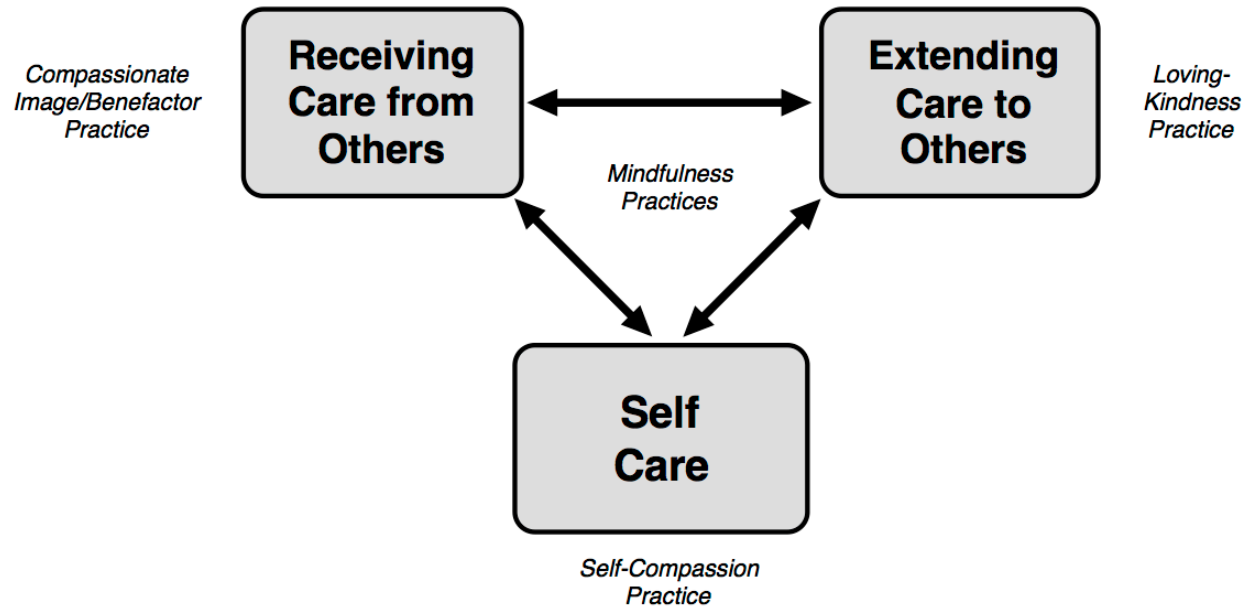 Compassionate
Image/Benefactor
Practice
Receiving
Care from
Others
Extending
Care to
Others
Loving-
Kindness
Practice
Mindfulness
Practices
Self
Care
Self-Compassion
Practice